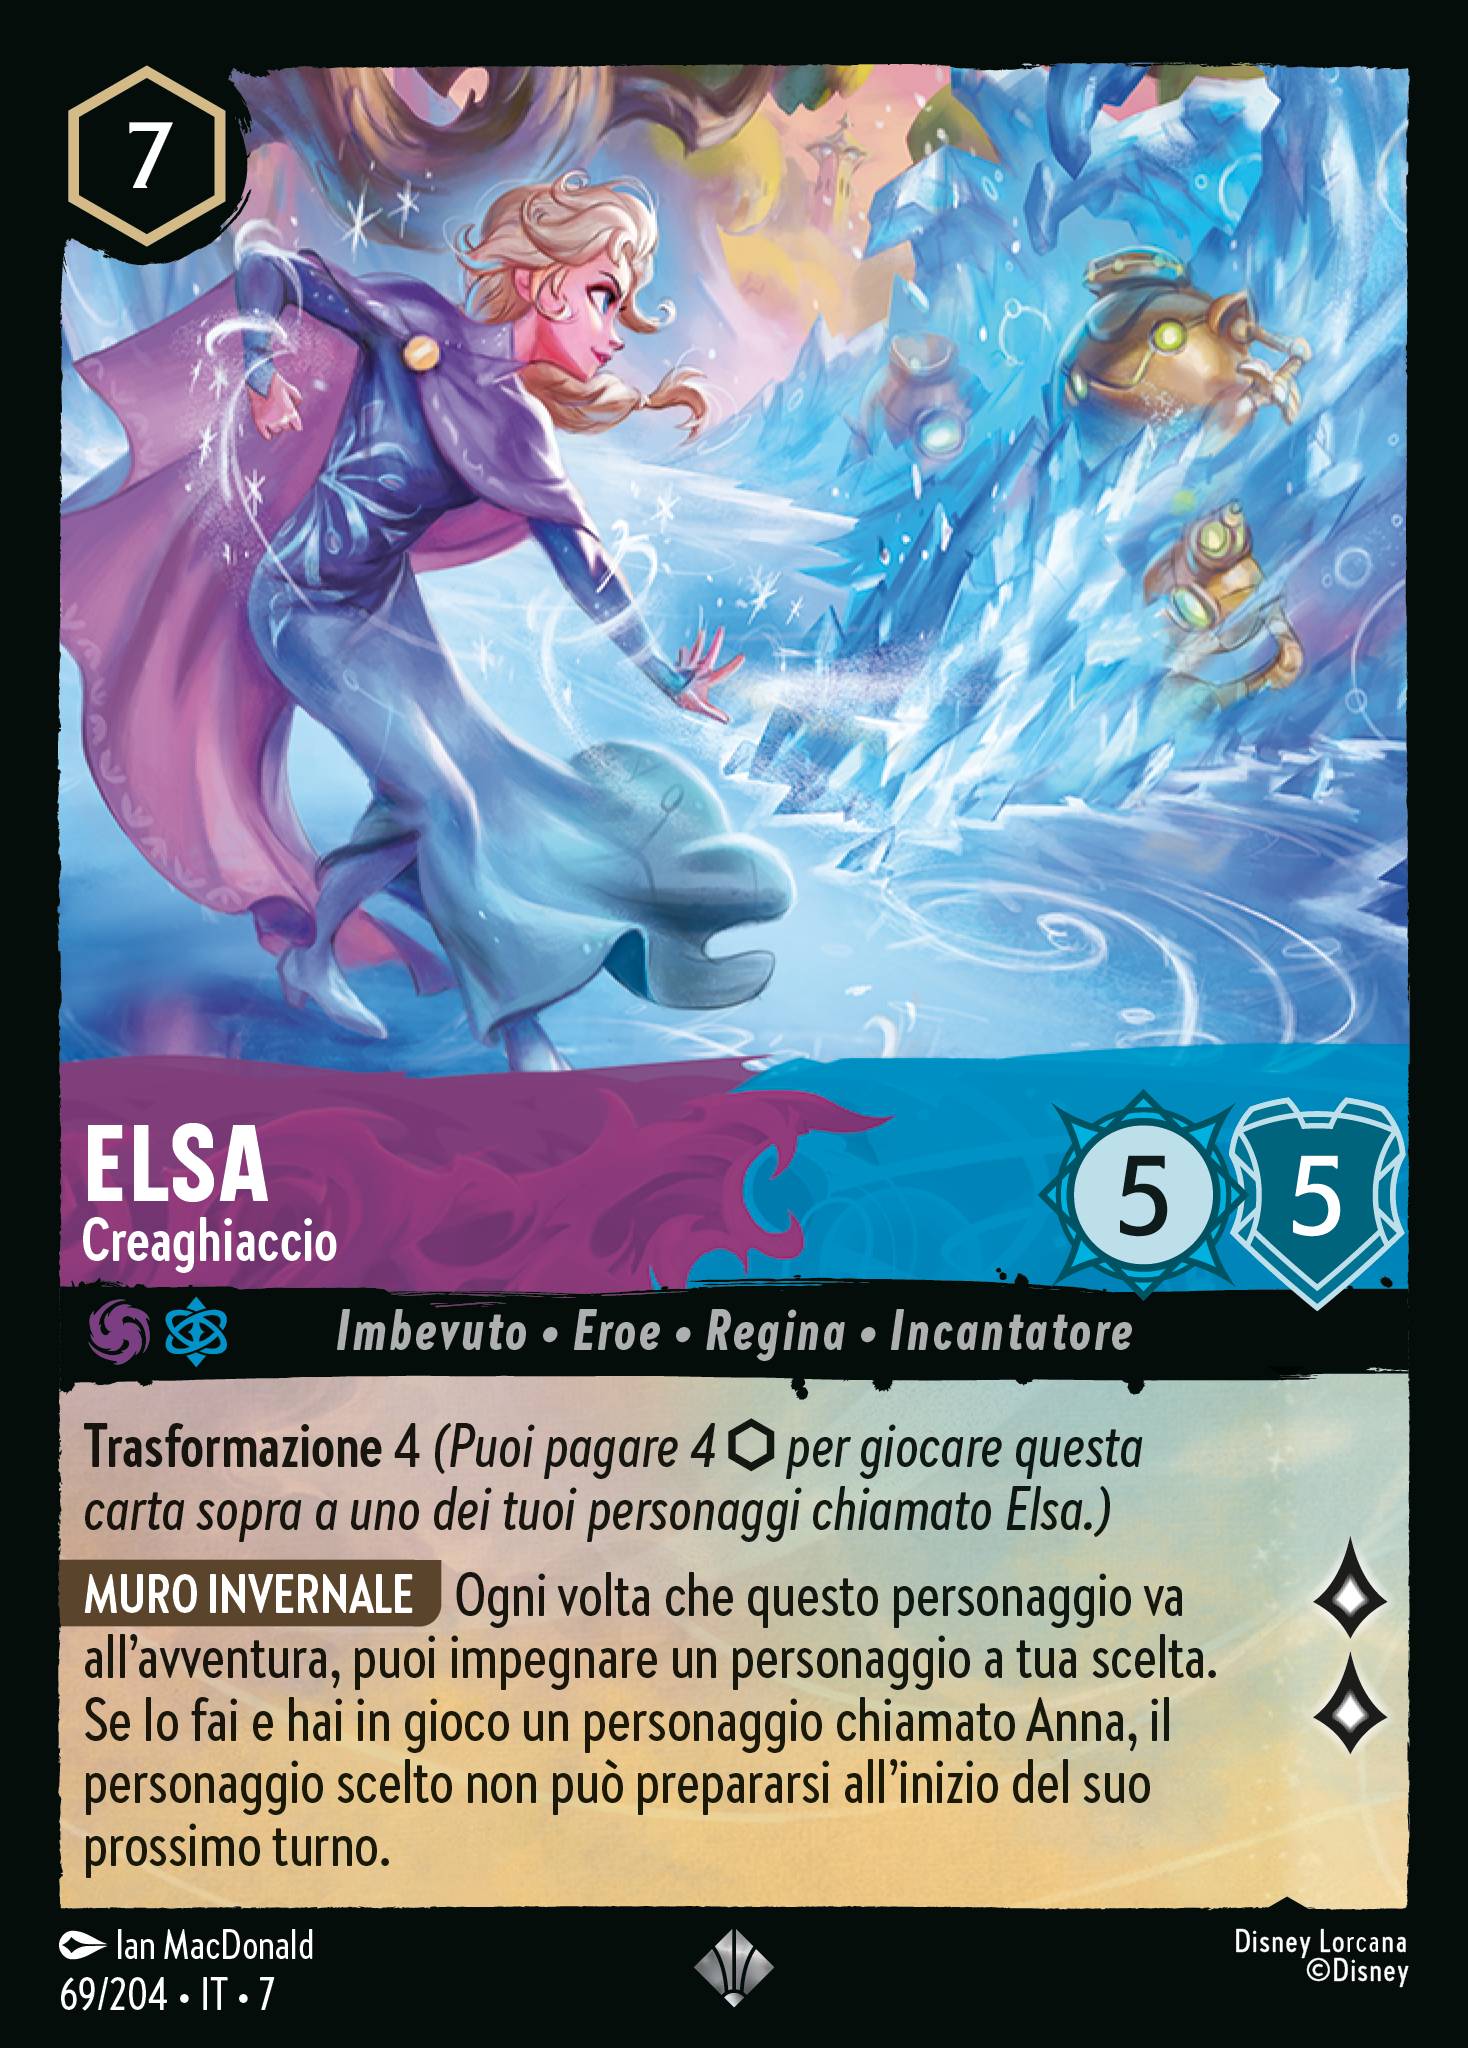 7
ELSA
Creaghiaccio
5
5
Imbevuto • Eroe • Regina • Incantatore
Trasformazione 4 (Puoi pagare 4 ⬡ per giocare questa
carta sopra a uno dei tuoi personaggi chiamato Elsa.)
MURO INVERNALE Ogni volta che questo personaggio va
all’avventura, puoi impegnare un personaggio a tua scelta.
Se lo fai e hai in gioco un personaggio chiamato Anna, il
personaggio scelto non può prepararsi all’inizio del suo
prossimo turno.
Ian MacDonald
69/204 • IT • 7
Disney Lorcana
©Disney